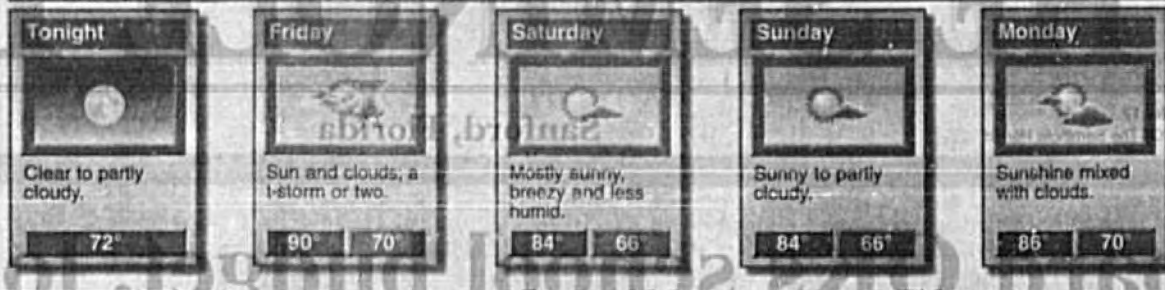 Tonight
Clear to partly
cloudy.
72°
Friday
Sun and clouds, a
t-storm or two.
90° 70°
Saturday
Mostly sunny,
breezy and less
humid.
84° 66
Sunday
Sunny to partly
cloudy.
84° 66°
Monday
Sunshine mixed
with clouds.
86 70°
Sanford, Florida